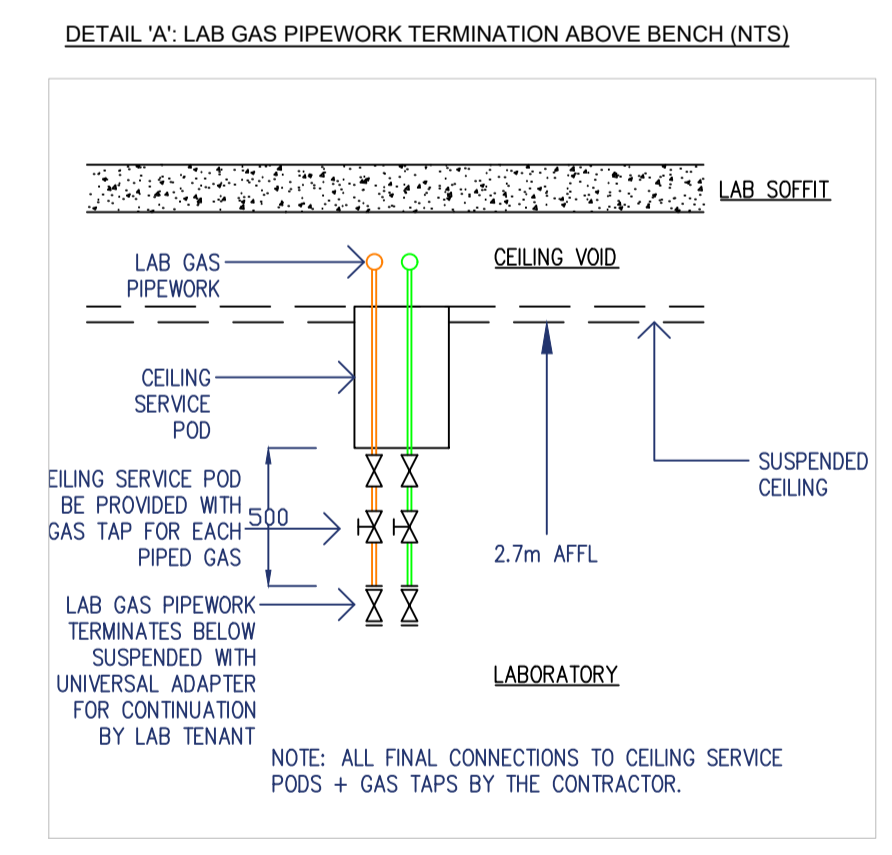 DETAIL 'A': LAB GAS PIPEWORK TERMINATION ABOVE BENCH (NTS)
LAB SOFFIT
LAB GAS
PIPEWORK
CEILING VOID
CEILING
SERVICE
POD
SUSPENDED
CEILING
EILING SERVICE POD
BE PROVIDED WITH
GAS TAP FOR EACH
PIPED GAS
500
2.7m AFFL
LAB GAS PIPEWORK
TERMINATES BELOW
SUSPENDED WITH
UNIVERSAL ADAPTER
FOR CONTINUATION
BY LAB TENANT
LABORATORY
NOTE: ALL FINAL CONNECTIONS TO CEILING SERVICE
PODS + GAS TAPS BY THE CONTRACTOR.